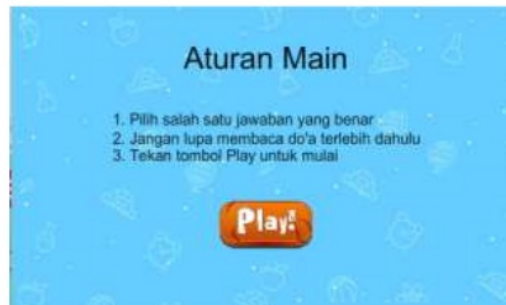 Aturan Main
1. Pilih salah satu jawaban yang benar
2. Jangan lupa membaca do'a terlebih dahulu
3. Tekan tombol Play untuk mulai
Play!